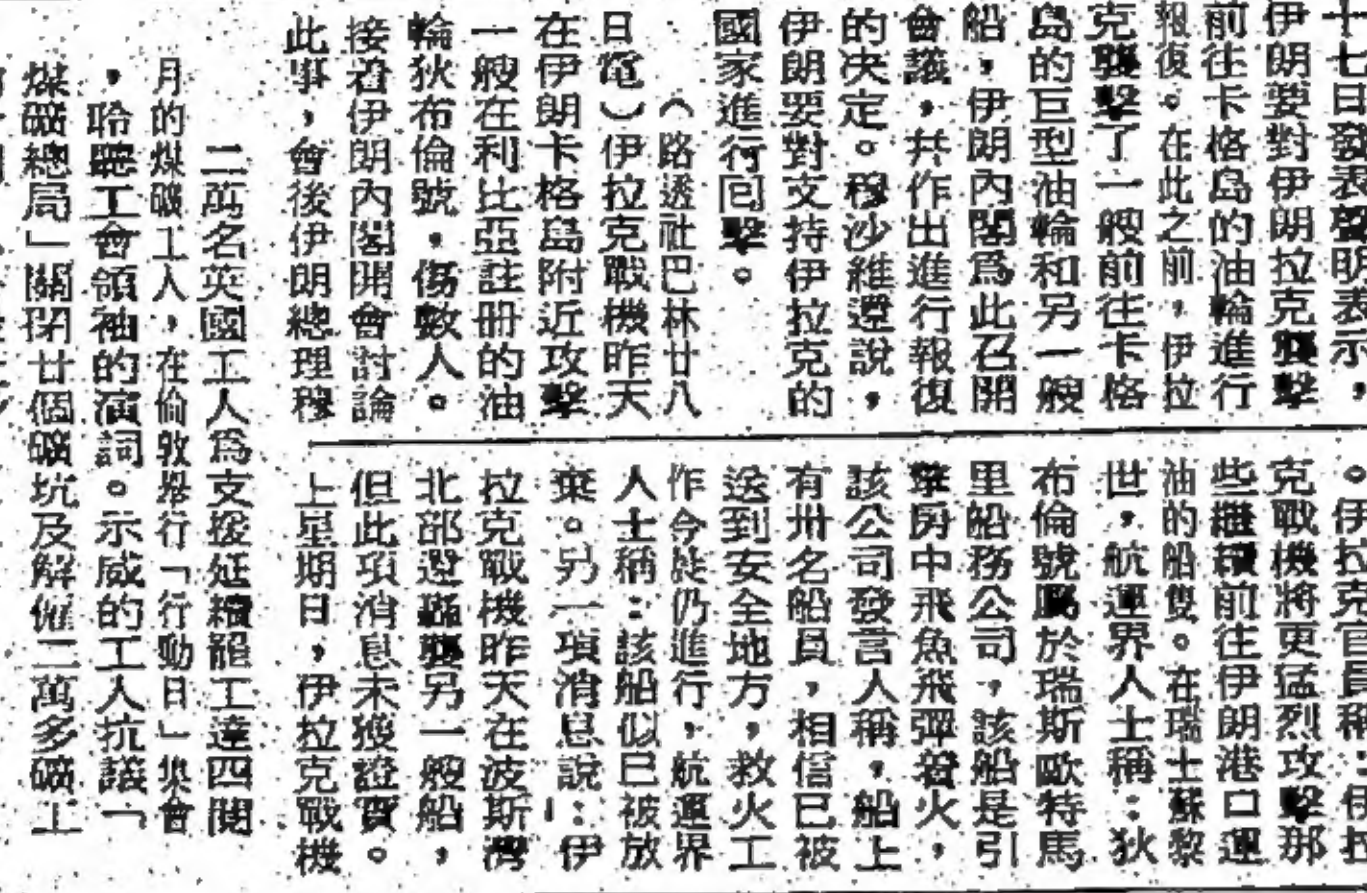 十七日發表聲明表示，
伊朗要對伊朗拉克襲擊
前往卡格島的油輪進行
報復。在此之前，伊拉
克襲擊了一艘前往卡格
島的巨型油輪和另一艘
船，伊朗內閣爲此召開
會議，共作出進行報復
的決定。穆沙維還說，
伊朗要對支持伊拉克的
國家進行回擊。
（路透社巴林廿八
日電）伊拉克戰機昨天
在伊朗卡格島附近攻擊
一艘在利比亞註册的油
輪狄布倫號，傷數人。
接着伊朗內閣開會討論
此事，會後伊朗總理穆
。伊拉克官員稱：伊拉
克戰機將更猛烈攻擊那
些繼續前往伊朗港口運
油的船隻。在瑞士蘇黎
世，航運界人士稱：狄
布倫號屬於瑞斯歐特馬
里船務公司，該船是引
擎房中飛魚飛彈着火，
該公司發言人稱，船上
有卅名船員，相信已被
送到安全地方，救火工
作今晨仍進行，航運界
人士稱：該船似已被放
棄。另一項消息說：伊
拉克戰機昨天在波斯灣
北部還襲另一艘船，
但此項消息未獲證實。
上星期日，伊拉克戰機
二萬名英國工人爲支援延續罷工達四閱
月的煤礦工人，在倫敦舉行「行動日」集會
，聆聽工會領袖的演詞。示威的工人抗議「
煤礦總局」關閉廿個礦坑及解僱二萬多礦工